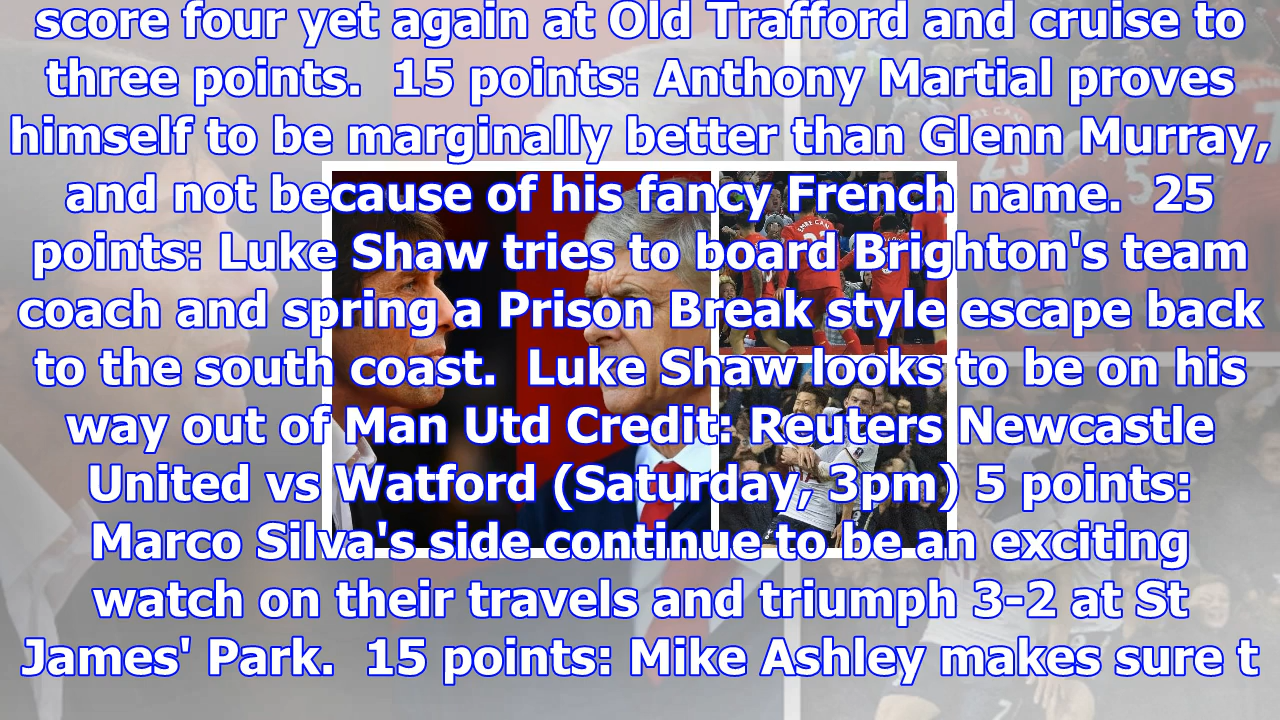 score four yet again at Old Trafford and cruise to
three points.  15 points: Anthony Martial proves
himself to be marginally better than Glenn Murray,
and not because of his fancy French name.  25
points: Luke Shaw tries to board Brighton's team
coach and spring a Prison Break style escape back
to the south coast.  Luke Shaw looks to be on his
way out of Man Utd Credit: Reuters Newcastle
United vs Watford (Saturday, 3pm) 5 points:
Marco Silva's side continue to be an exciting
watch on their travels and triumph 3-2 at St
James' Park.  15 points: Mike Ashley makes sure t
EMRE CAN